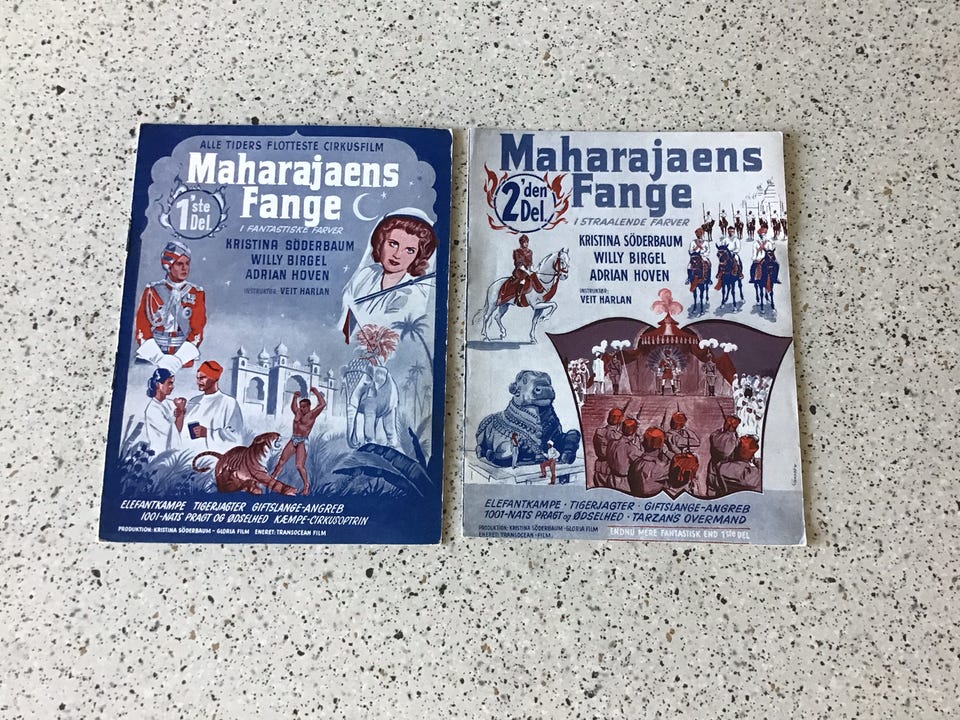 ALLE TIDERS FLOTTESTE CIRKUSFILM
Maharajaens
Fange
1'ste
Del
I FANTASTISKE FARVER
KRISTINA SÖDERBAUM
WILLY BIRGEL
ADRIAN HOVEN
INSTRUKTØR: VEIT HARLAN
ELEFANTKAMPE TIGERJAGTER GIFTSLANGE-ANGREB
1001-NATS PRAGT OG ØDSELHED KÆMPE-CIRKUSOPTRIN
PRODUKTION: KRISTINA SÖDERBAUM - GLORIA FILM ENERET: TRANSOCEAN FILM
Maharajaens
Fange
2'den
Del.
I STRAALENDE FARVER
KRISTINA SÖDERBAUM
WILLY BIRGEL
ADRIAN HOVEN
INSTRUKTØR:
VEIT HARLAN
ELEFANTKAMPE · TIGERJAGTER · GIFTSLANGE-ANGREB
1001-NATS PRAGT og ØDSELHED · TARZANS OVERMAND
PRODUKTION: KRISTINA SÖDERBAUM - GLORIA FILM
ENERET: TRANSOCEAN - FILM.
ENDNU MERE FANTASTISK END 1ste DEL